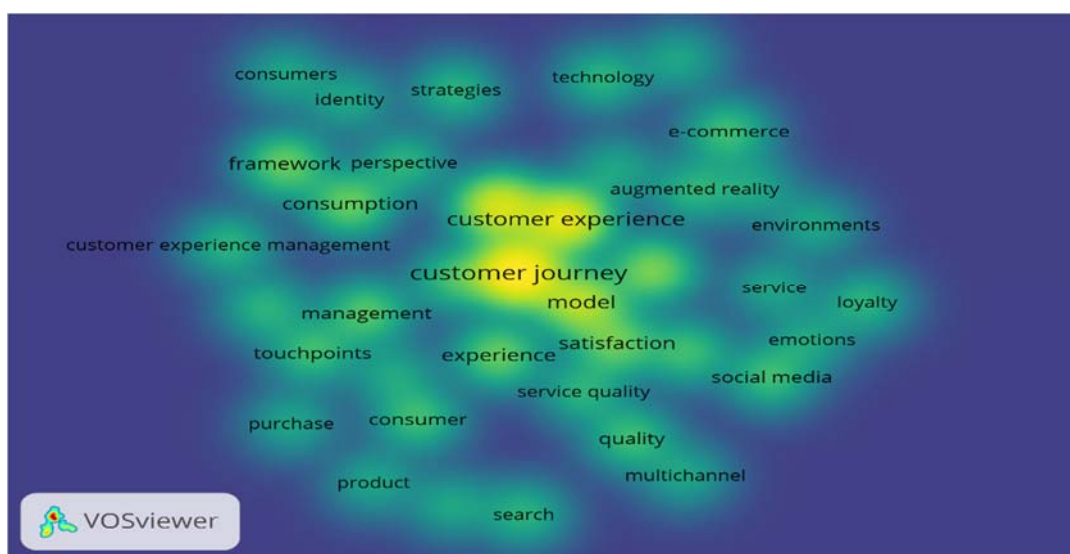 consumers
identity
strategies
technology
e-commerce
framework
perspective
consumption
augmented reality
customer experience
environments
customer experience management
customer journey
service
loyalty
model
management
satisfaction
emotions
touchpoints
experience
social media
service quality
purchase
consumer
quality
multichannel
product
search
VOSviewer